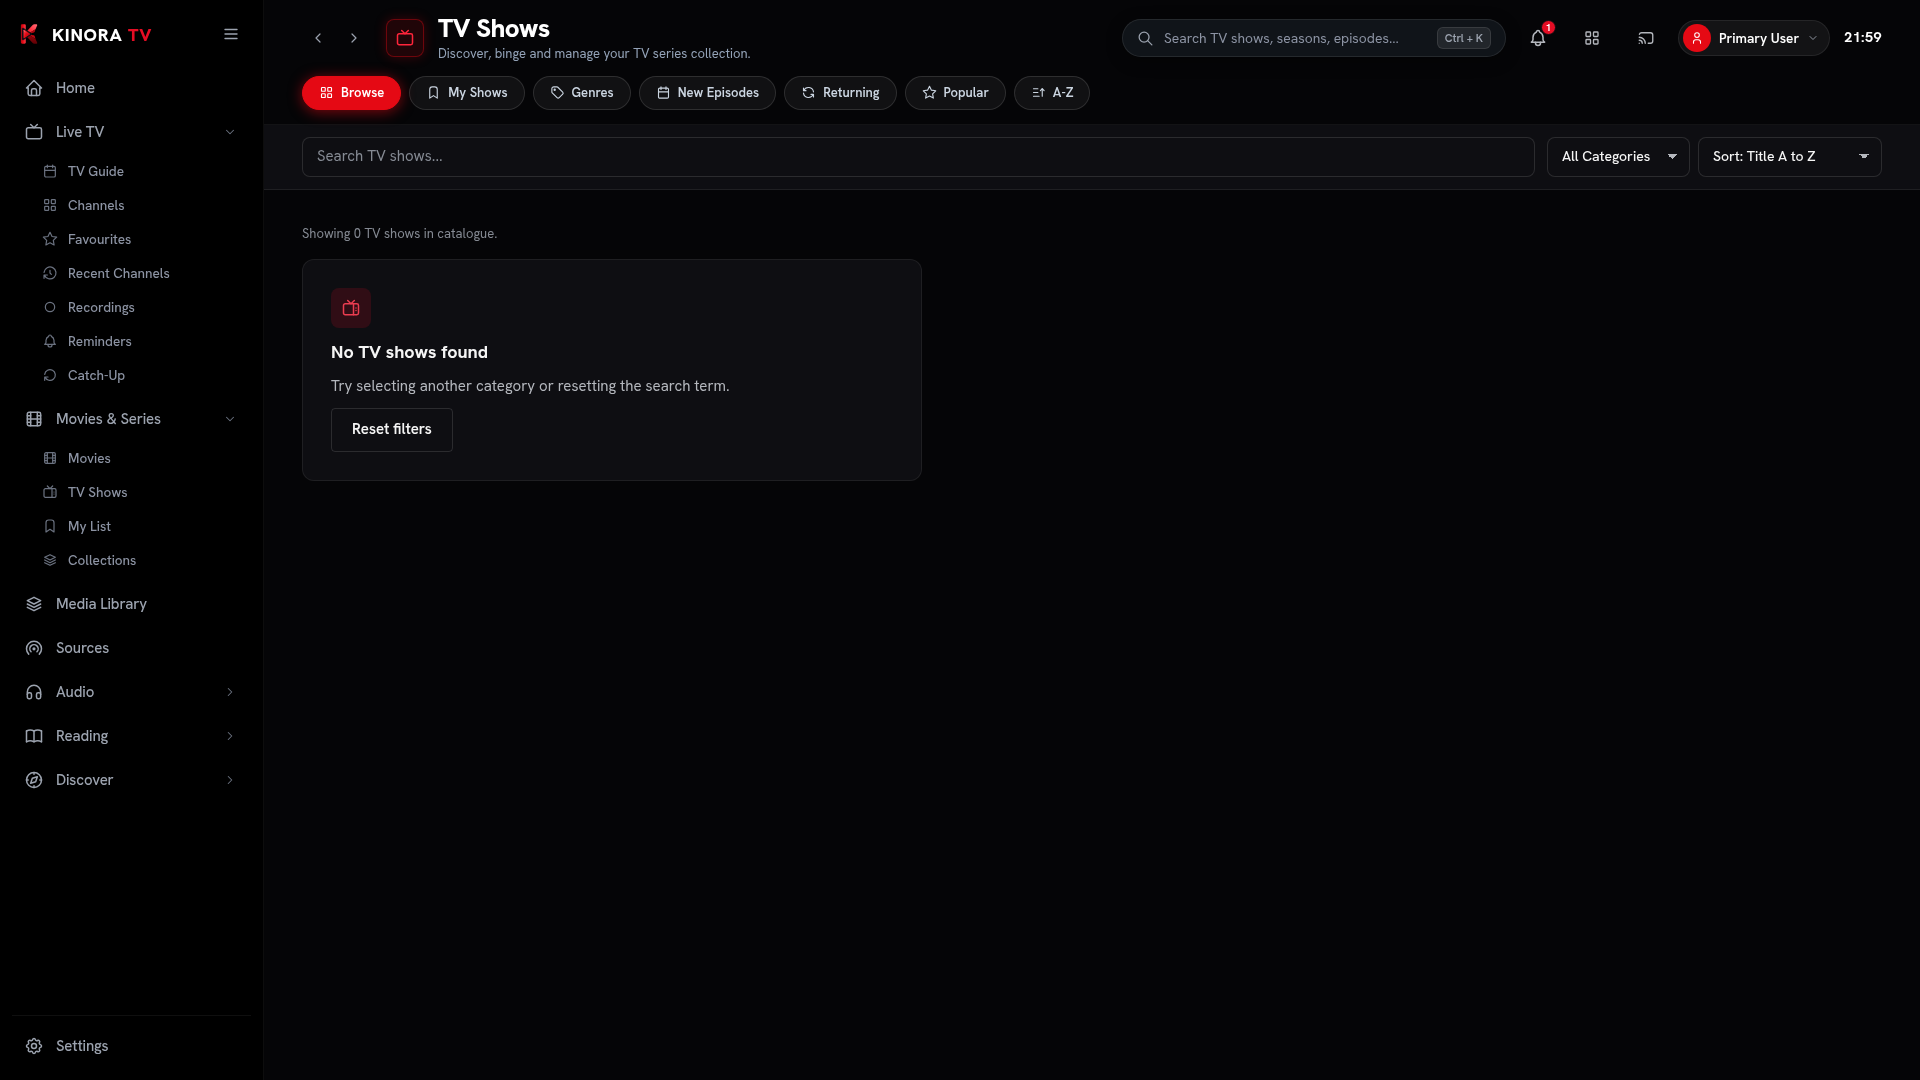 KINORA TV
Home
Live TV
TV Guide
Channels
Favourites
Recent Channels
Recordings
Reminders
Catch-Up
Movies & Series
Movies
TV Shows
My List
Collections
Media Library
Sources
Audio
Reading
Discover
Settings
TV Shows
Discover, binge and manage your TV series collection.
Search TV shows, seasons, episodes... Ctrl + K
1
Primary User
21:59
Browse My Shows Genres New Episodes Returning Popular A-Z
Search TV shows...
All Categories
Sort: Title A to Z
Showing 0 TV shows in catalogue.
No TV shows found
Try selecting another category or resetting the search term.
Reset filters